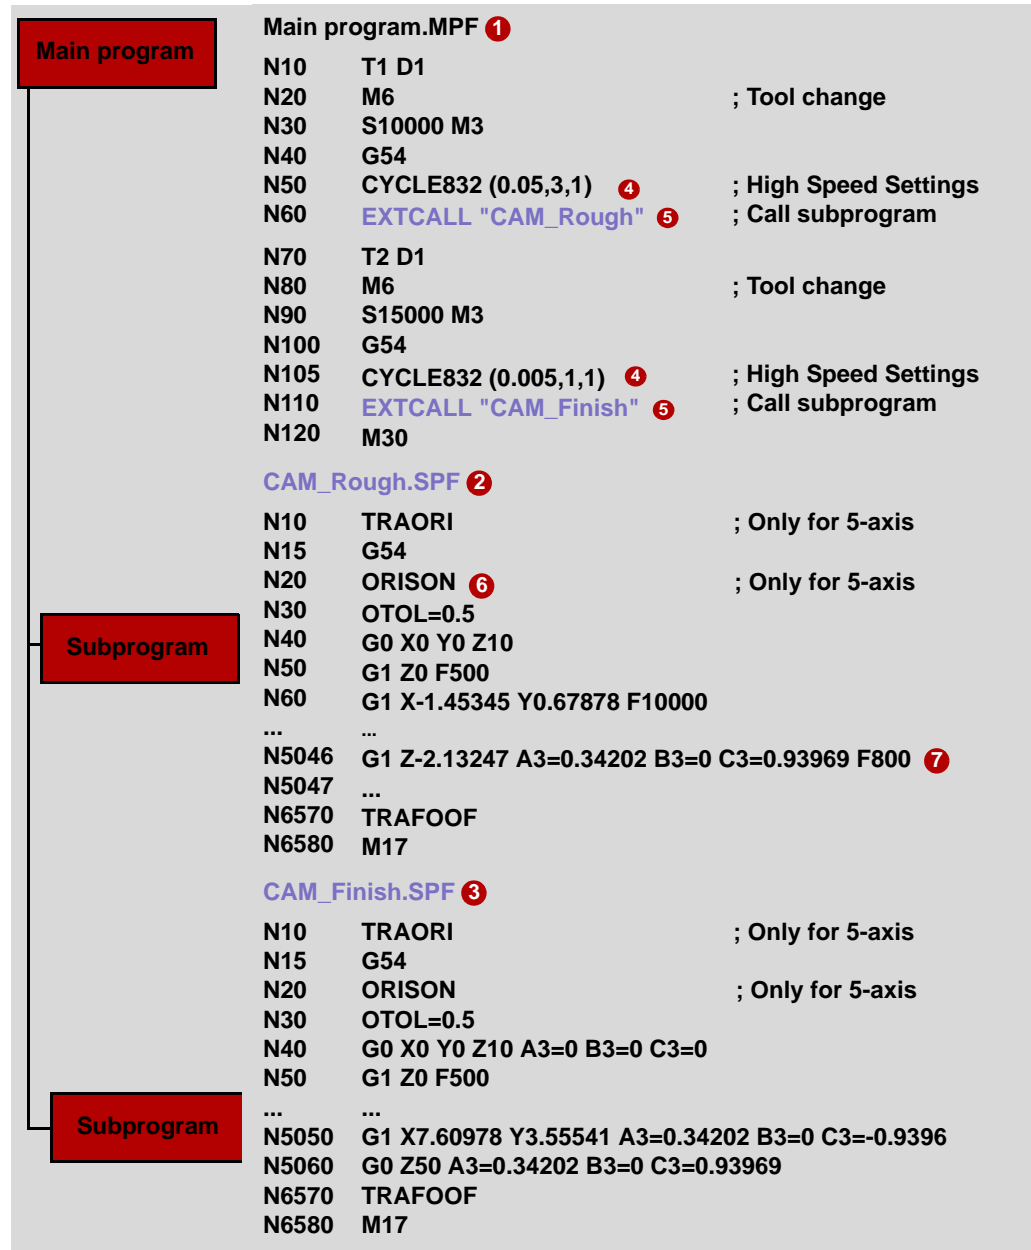 Main program
Main program.MPF 1
N10 T1 D1
N20 M6 ; Tool change
N30 S10000 M3
N40 G54
N50 CYCLE832 (0.05,3,1) 4 ; High Speed Settings
N60 EXTCALL "CAM_Rough" 5 ; Call subprogram
N70 T2 D1
N80 M6 ; Tool change
N90 S15000 M3
N100 G54
N105 CYCLE832 (0.005,1,1) 4 ; High Speed Settings
N110 EXTCALL "CAM_Finish" 5 ; Call subprogram
N120 M30
CAM_Rough.SPF 2
N10 TRAORI ; Only for 5-axis
N15 G54
N20 ORISON 6 ; Only for 5-axis
N30 OTOL=0.5
Subprogram
N40 G0 X0 Y0 Z10
N50 G1 Z0 F500
N60 G1 X-1.45345 Y0.67878 F10000
... ...
N5046 G1 Z-2.13247 A3=0.34202 B3=0 C3=0.93969 F800 7
N5047 ...
N6570 TRAFOOF
N6580 M17
CAM_Finish.SPF 3
N10 TRAORI ; Only for 5-axis
N15 G54
N20 ORISON ; Only for 5-axis
N30 OTOL=0.5
N40 G0 X0 Y0 Z10 A3=0 B3=0 C3=0
N50 G1 Z0 F500
... ...
Subprogram
N5050 G1 X7.60978 Y3.55541 A3=0.34202 B3=0 C3=-0.9396
N5060 G0 Z50 A3=0.34202 B3=0 C3=0.93969
N6570 TRAFOOF
N6580 M17